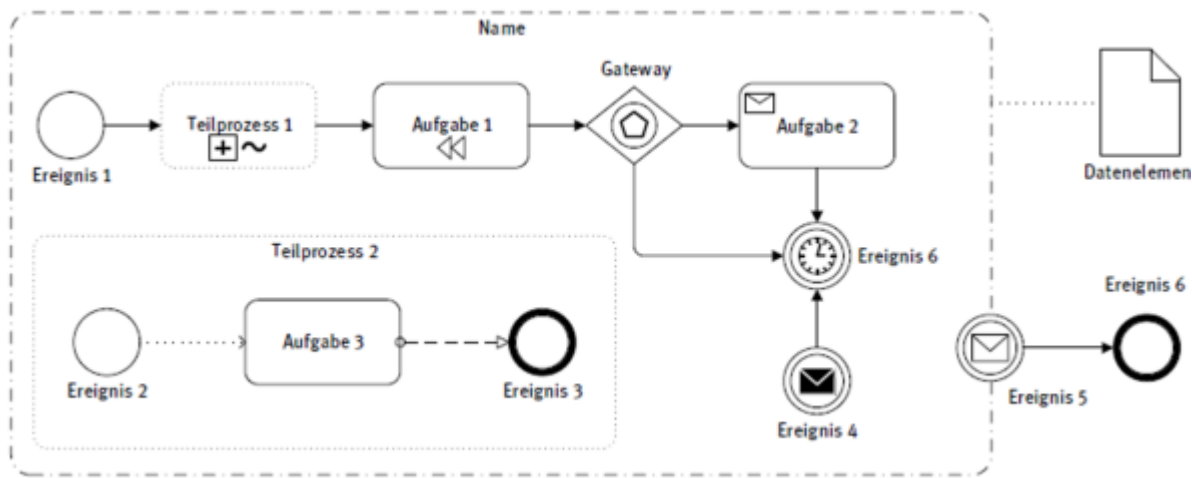 Name
Gateway
Teilprozess 1
Aufgabe 1
Aufgabe 2
Ereignis 1
Datenelemen
Teilprozess 2
Ereignis 6
Ereignis 6
Aufgabe 3
Ereignis 2
Ereignis 3
Ereignis 5
Ereignis 4